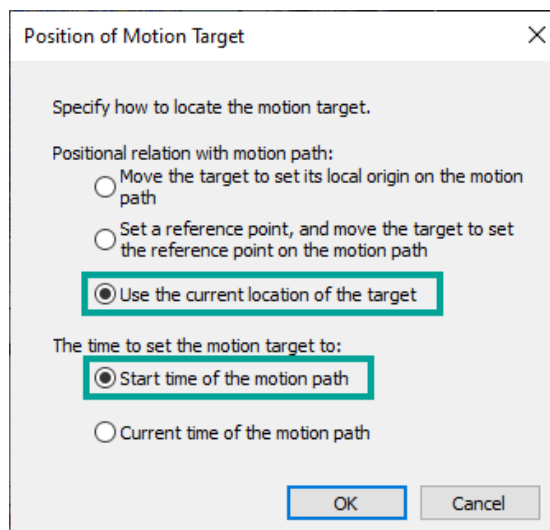 Position of Motion Target
Specify how to locate the motion target.
Positional relation with motion path:
Move the target to set its local origin on the motion
path
Set a reference point, and move the target to set
the reference point on the motion path
Use the current location of the target
The time to set the motion target to:
Start time of the motion path
Current time of the motion path
OK
Cancel